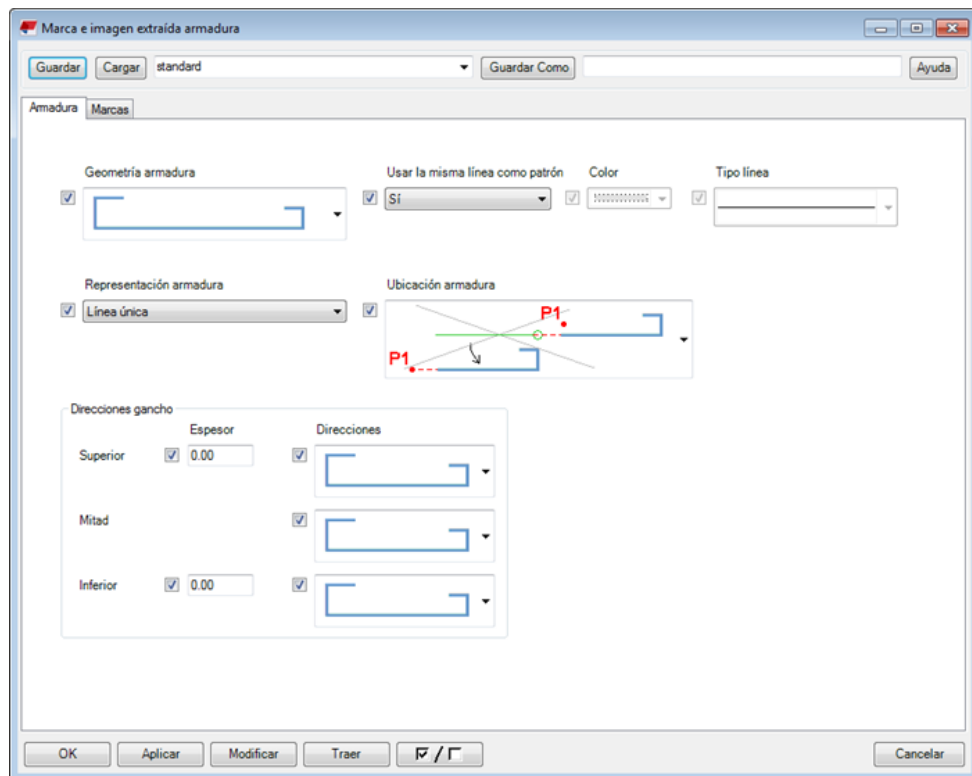 Marca e imagen extraída armadura
Guardar Cargar standard Guardar Como Ayuda
Armadura Marcas
Geometría armadura Usar la misma línea como patrón Color Tipo línea
Sí
Representación armadura Ubicación armadura
Línea única
P1
P1
Direcciones gancho
Espesor Direcciones
Superior 0.00
Mitad
Inferior 0.00
OK Aplicar Modificar Traer / Cancelar